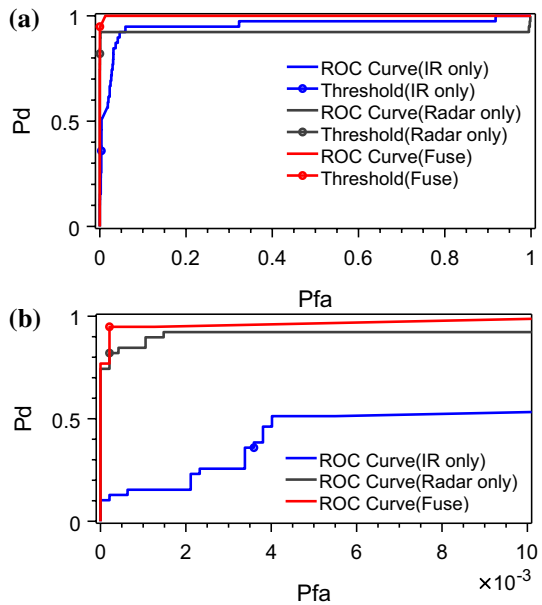 (a)
1
0.5
0
Pd
ROC Curve(IR only)
Threshold(IR only)
ROC Curve(Radar only)
Threshold(Radar only)
ROC Curve(Fuse)
Threshold(Fuse)
0 0.2 0.4 0.6 0.8 1
Pfa
(b)
1
0.5
0
Pd
ROC Curve(IR only)
ROC Curve(Radar only)
ROC Curve(Fuse)
0 2 4 6 8 10
Pfa
×10⁻³